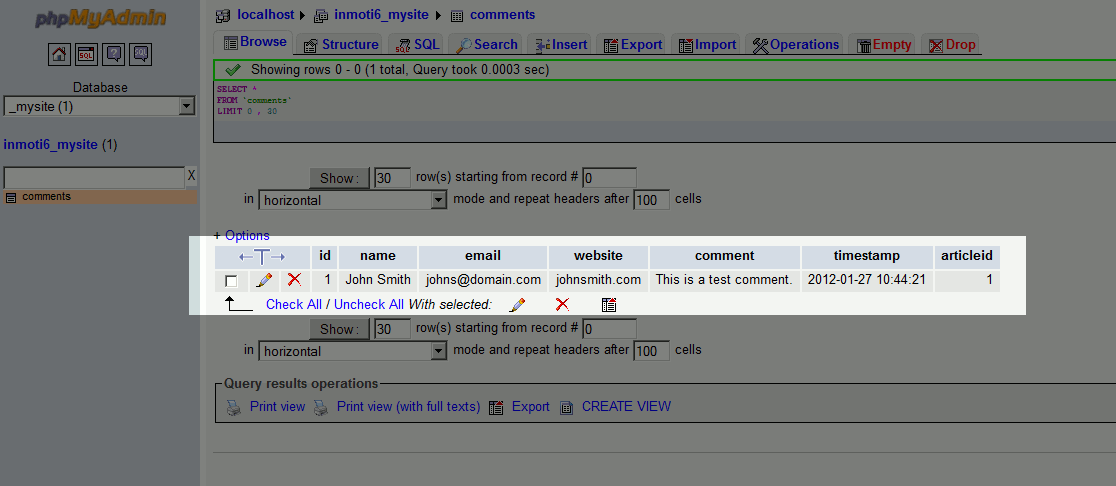 phpMyAdmin
SQL
Database
_mysite (1)
inmoti6_mysite (1)
X
comments
localhost inmoti6_mysite comments
Browse Structure SQL Search Insert Export Import Operations Empty Drop
Showing rows 0 - 0 (1 total, Query took 0.0003 sec)
SELECT *
FROM `comments`
LIMIT 0 , 30
Show : 30 row(s) starting from record # 0
in horizontal mode and repeat headers after 100 cells
+ Options
←T→ id name email website comment timestamp articleid
1 John Smith johns@domain.com johnsmith.com This is a test comment. 2012-01-27 10:44:21 1
Check All / Uncheck All With selected:
Show : 30 row(s) starting from record # 0
in horizontal mode and repeat headers after 100 cells
Query results operations
Print view Print view (with full texts) Export CREATE VIEW